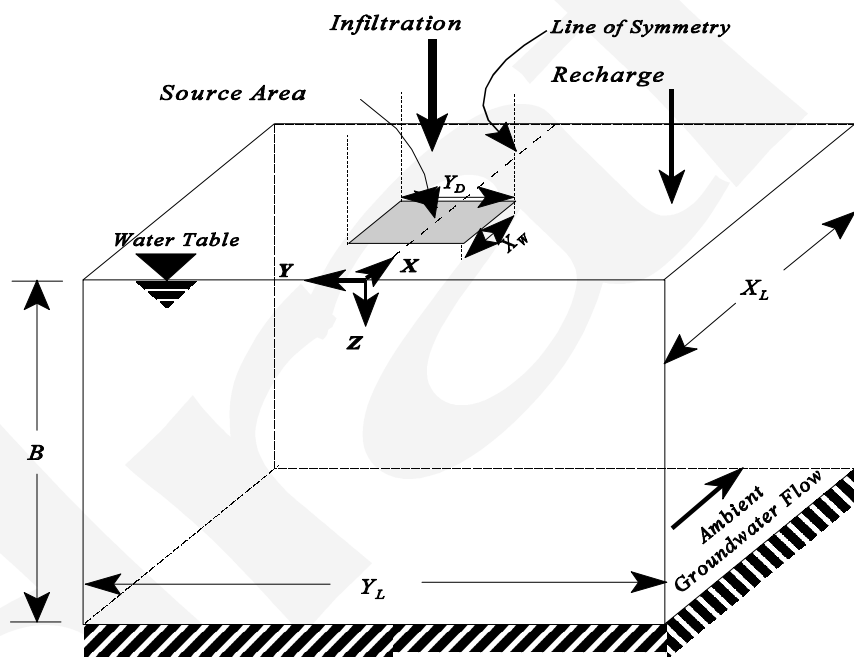 Infiltration
Line of Symmetry
Recharge
Source Area
Y_D
Water Table
X_W
Y
X
X_L
Z
B
Ambient
Groundwater Flow
Y_L